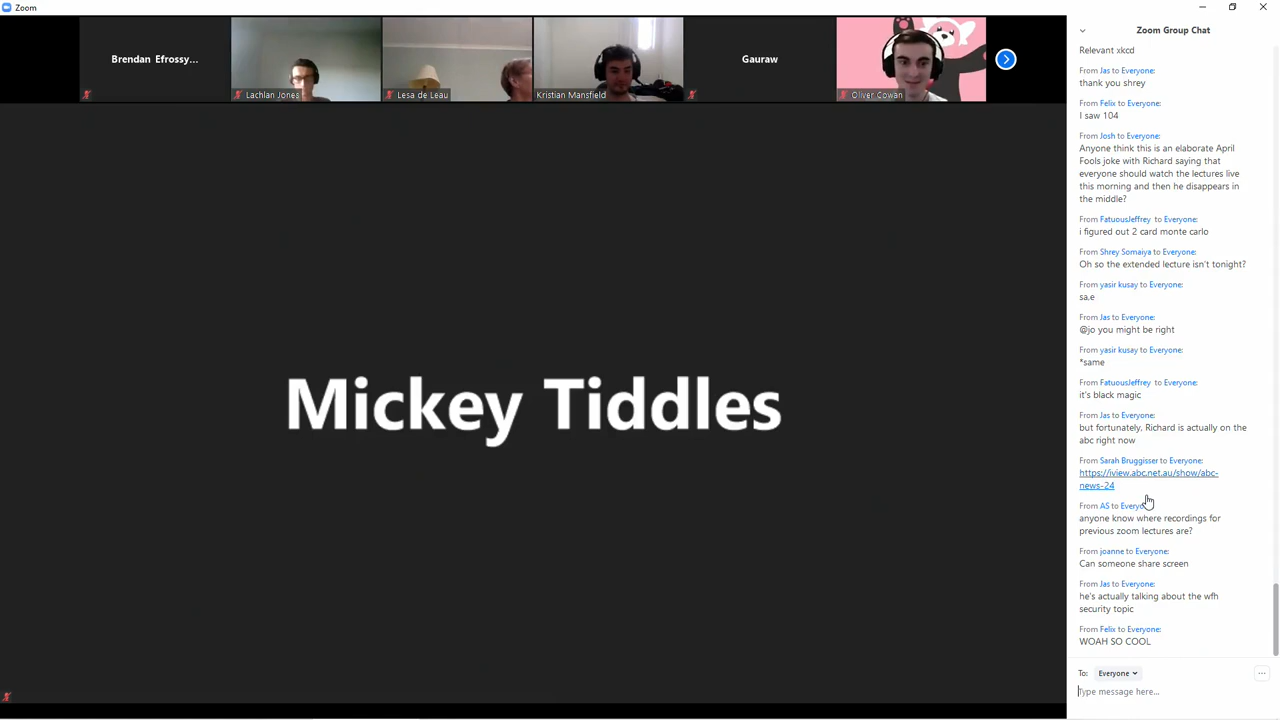 Zoom
Brendan Efrossy...
Lachlan Jones
Lesa de Leau
Kristian Mansfield
Gauraw
Oliver Cowan
Mickey Tiddles
Zoom Group Chat
Relevant xkcd
From Jas to Everyone:
thank you shrey
From Felix to Everyone:
I saw 104
From Josh to Everyone:
Anyone think this is an elaborate April
Fools joke with Richard saying that
everyone should watch the lectures live
this morning and then he disappears in
the middle?
From FatuousJeffrey to Everyone:
i figured out 2 card monte carlo
From Shrey Somaiya to Everyone:
Oh so the extended lecture isn't tonight?
From yasir kusay to Everyone:
sa,e
From Jas to Everyone:
@jo you might be right
From yasir kusay to Everyone:
*same
From FatuousJeffrey to Everyone:
it's black magic
From Jas to Everyone:
but fortunately, Richard is actually on the
abc right now
From Sarah Bruggisser to Everyone:
https://iview.abc.net.au/show/abc-
news-24
From AS to Everyo
anyone know where recordings for
previous zoom lectures are?
From joanne to Everyone:
Can someone share screen
From Jas to Everyone:
he's actually talking about the wfh
security topic
From Felix to Everyone:
WOAH SO COOL
To: Everyone
Type message here...